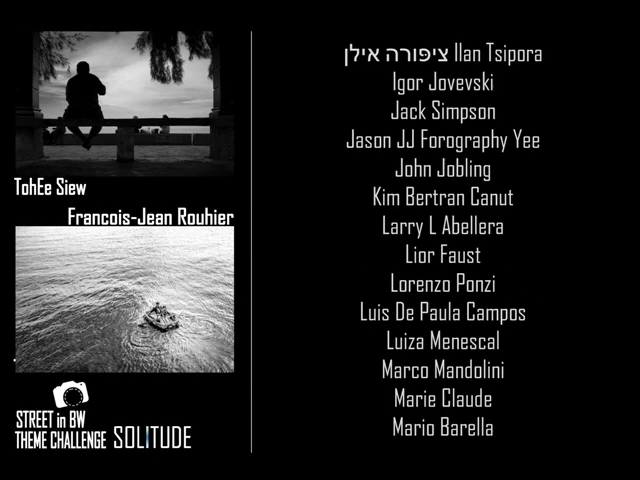 TohEe Siew
Francois-Jean Rouhier
STREET in BW
THEME CHALLENGE SOLITUDE
ציפורה אילן Ilan Tsipora
Igor Jovevski
Jack Simpson
Jason JJ Forography Yee
John Jobling
Kim Bertran Canut
Larry L Abellera
Lior Faust
Lorenzo Ponzi
Luis De Paula Campos
Luiza Menescal
Marco Mandolini
Marie Claude
Mario Barella